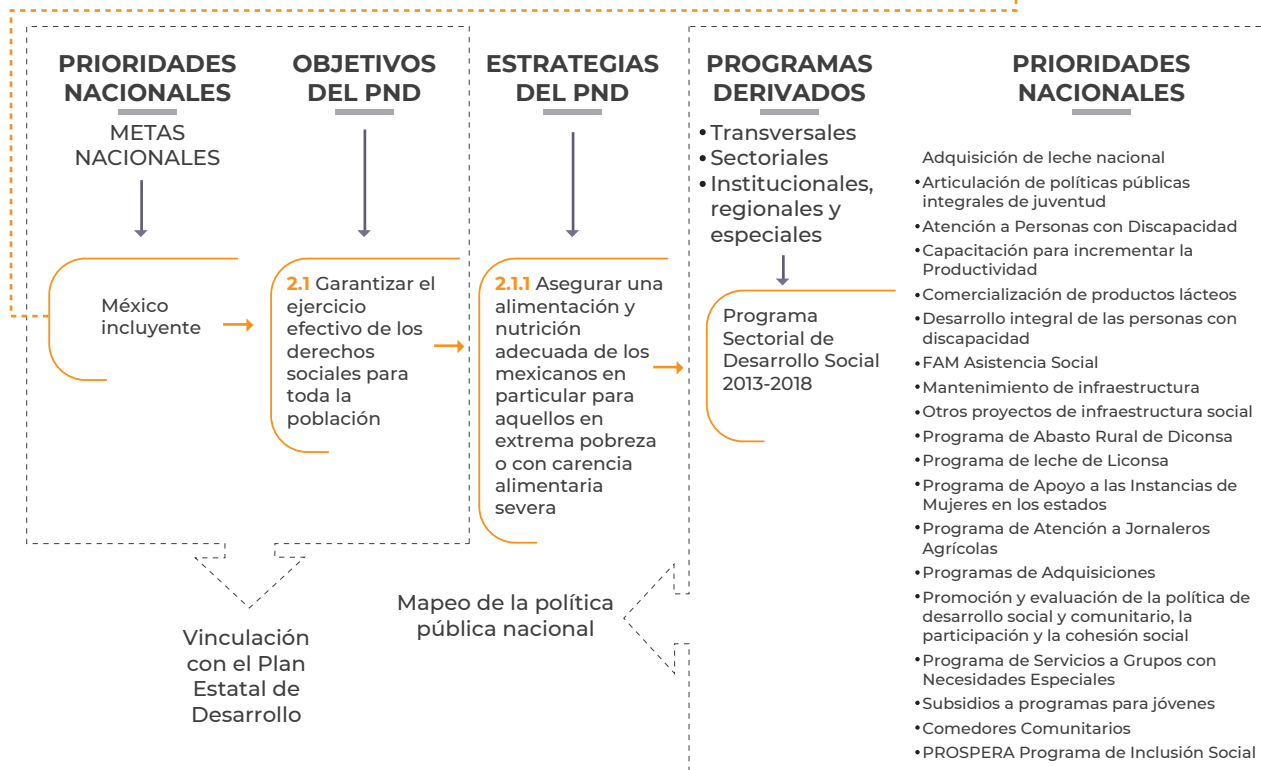 PRIORIDADES
NACIONALES
METAS
NACIONALES
México
incluyente
OBJETIVOS
DEL PND
2.1 Garantizar el
ejercicio
efectivo de los
derechos
sociales para
toda la
población
ESTRATEGIAS
DEL PND
2.1.1 Asegurar una
alimentación y
nutrición
adecuada de los
mexicanos en
particular para
aquellos en
extrema pobreza
o con carencia
alimentaria
severa
PROGRAMAS
DERIVADOS
• Transversales
• Sectoriales
• Institucionales,
regionales y
especiales
Programa
Sectorial de
Desarrollo Social
2013-2018
PRIORIDADES
NACIONALES
Adquisición de leche nacional
• Articulación de políticas públicas
integrales de juventud
• Atención a Personas con Discapacidad
• Capacitación para incrementar la
Productividad
• Comercialización de productos lácteos
• Desarrollo integral de las personas con
discapacidad
• FAM Asistencia Social
• Mantenimiento de infraestructura
• Otros proyectos de infraestructura social
• Programa de Abasto Rural de Diconsa
• Programa de leche de Liconsa
• Programa de Apoyo a las Instancias de
Mujeres en los estados
• Programa de Atención a Jornaleros
Agrícolas
• Programas de Adquisiciones
• Promoción y evaluación de la política de
desarrollo social y comunitario, la
participación y la cohesión social
• Programa de Servicios a Grupos con
Necesidades Especiales
• Subsidios a programas para jóvenes
• Comedores Comunitarios
• PROSPERA Programa de Inclusión Social
Vinculación
con el Plan
Estatal de
Desarrollo
Mapeo de la política
pública nacional